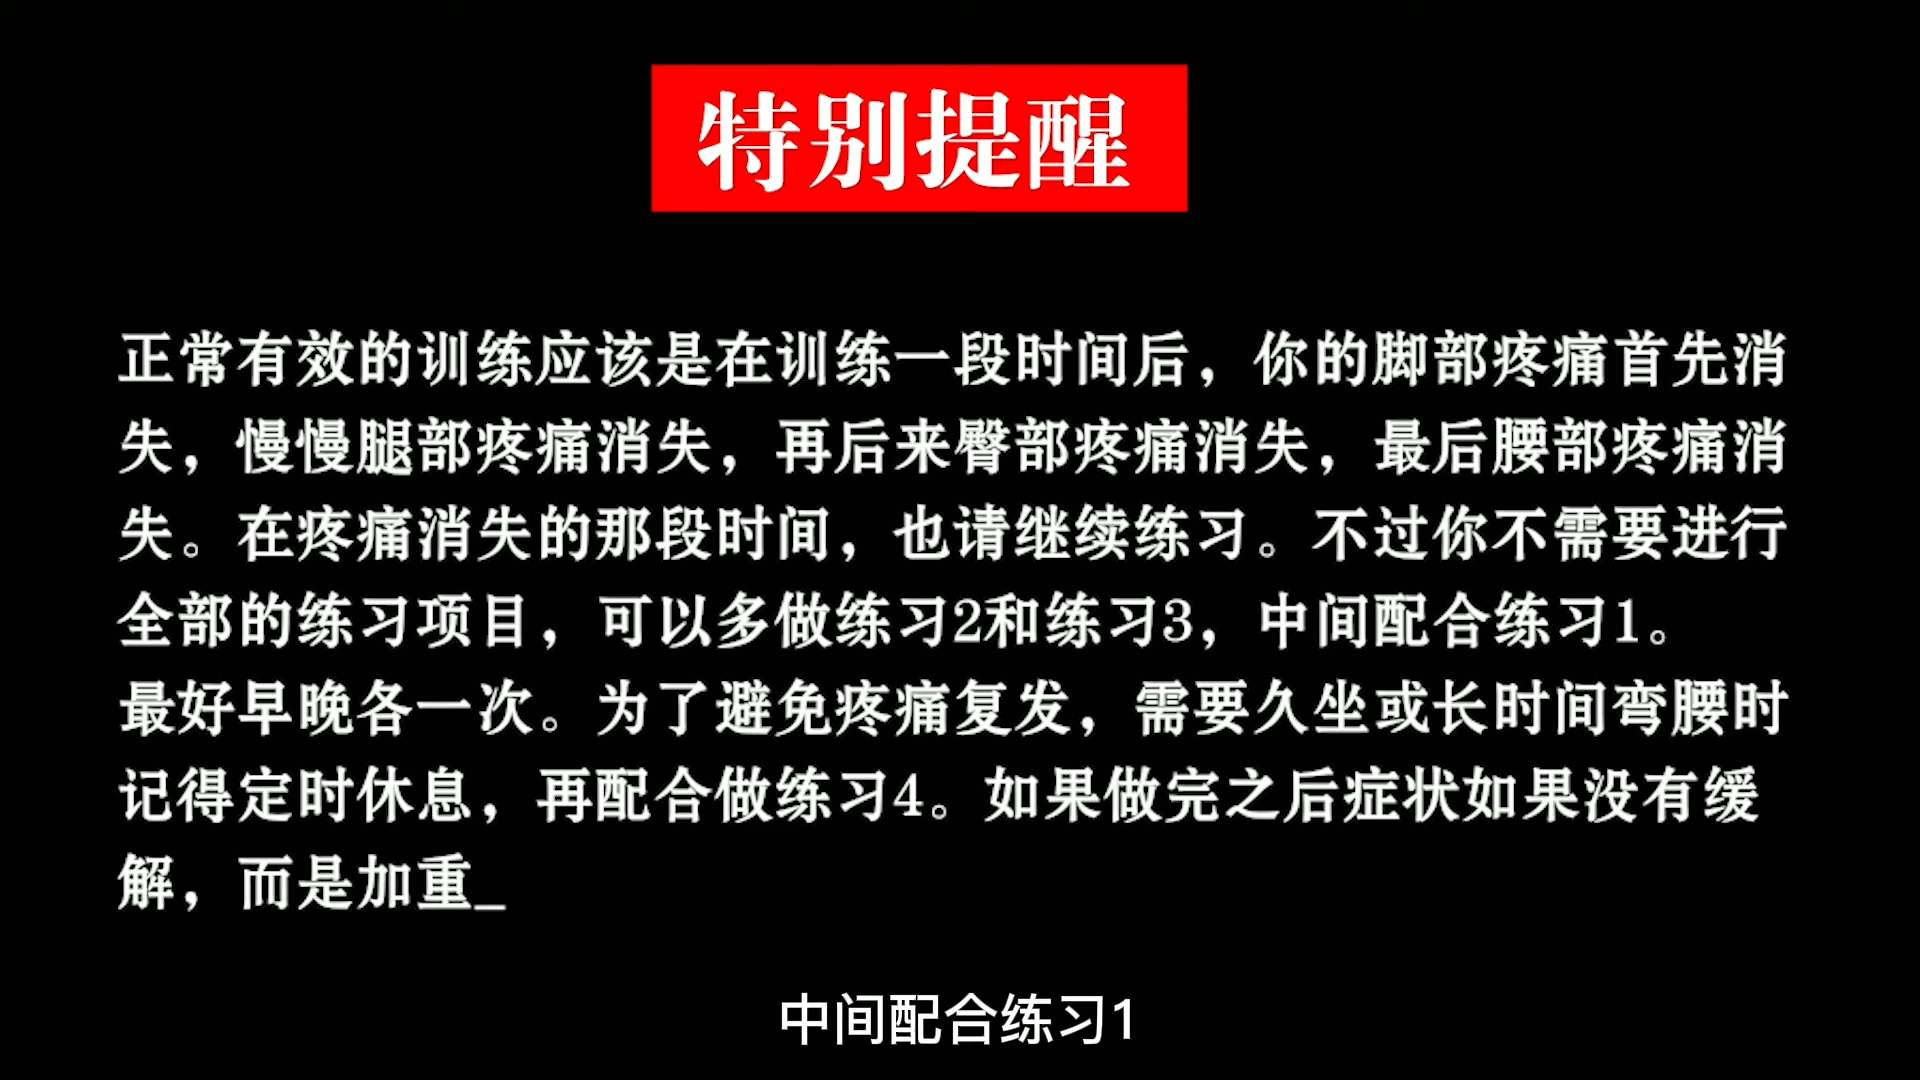 特别提醒
正常有效的训练应该是在训练一段时间后，你的脚部疼痛首先消
失，慢慢腿部疼痛消失，再后来臀部疼痛消失，最后腰部疼痛消
失。在疼痛消失的那段时间，也请继续练习。不过你不需要进行
全部的练习项目，可以多做练习2和练习3，中间配合练习1。
最好早晚各一次。为了避免疼痛复发，需要久坐或长时间弯腰时
记得定时休息，再配合做练习4。如果做完之后症状如果没有缓
解，而是加重_
中间配合练习1